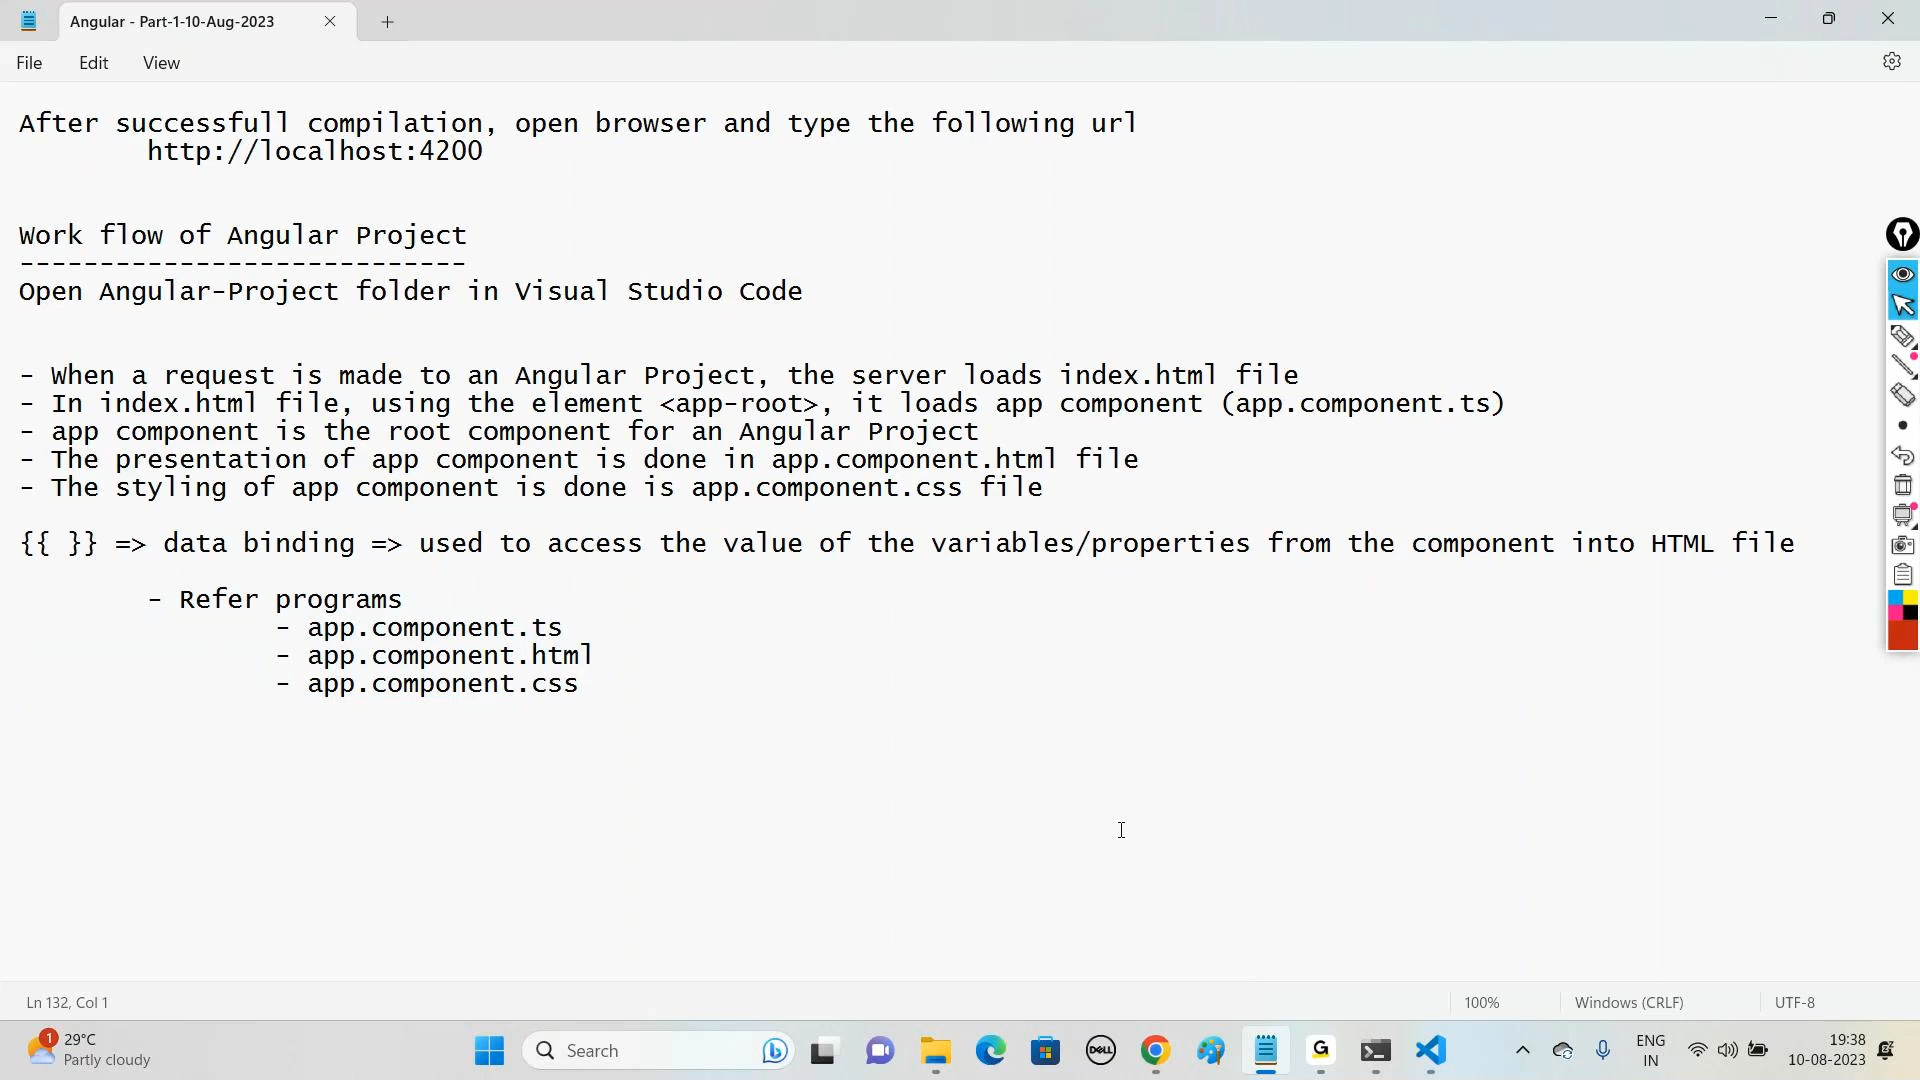 Angular - Part-1-10-Aug-2023
File Edit View
After successfull compilation, open browser and type the following url
http://localhost:4200
Work flow of Angular Project
----------------------------
Open Angular-Project folder in Visual Studio Code
- When a request is made to an Angular Project, the server loads index.html file
- In index.html file, using the element <app-root>, it loads app component (app.component.ts)
- app component is the root component for an Angular Project
- The presentation of app component is done in app.component.html file
- The styling of app component is done is app.component.css file
{{ }} => data binding => used to access the value of the variables/properties from the component into HTML file
- Refer programs
- app.component.ts
- app.component.html
- app.component.css
Ln 132, Col 1 100% Windows (CRLF) UTF-8
1 29°C
Partly cloudy
Search
DELL
G
ENG
IN
19:38
10-08-2023